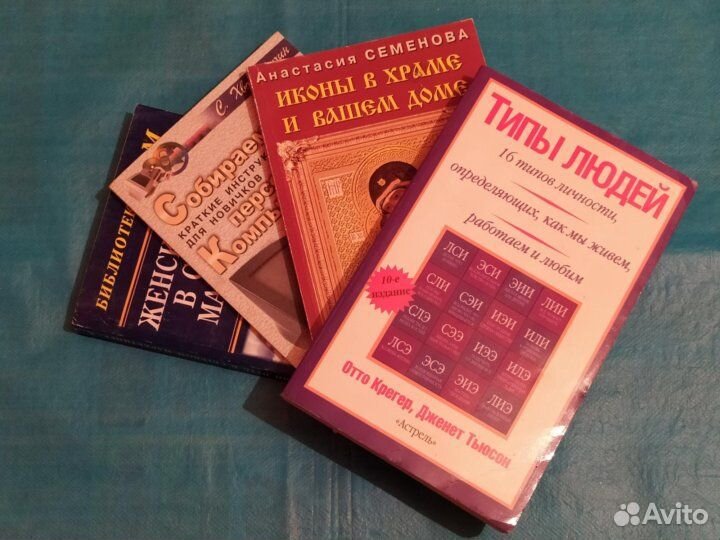 БИБЛИОТЕ
ЖЕНС
В С
МА
С. Х
Собираем
КРАТКИЕ ИНСТРУК
ДЛЯ НОВИЧКОВ
перс
Компь
Анастасия СЕМЕНОВА
ИКОНЫ В ХРАМЕ
И ВАШЕМ ДОМЕ
ТИПЫ ЛЮДЕЙ
16 типов личности,
определяющих, как мы живем,
работаем и любим
10-е
издание
ЛСИ ЭСИ ЭИИ ЛИИ
СЛИ СЭИ ИЭИ ИЛИ
СЛЭ СЭЭ ИЭЭ ИЛЭ
ЛСЭ ЭСЭ ЭИЭ ЛИЭ
Отто Крегер, Дженет Тьюсон
«Астрель»
Avito